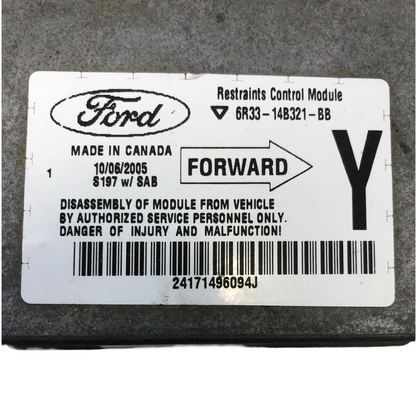 Ford
Restraints Control Module
6R33-14B321-BB
MADE IN CANADA
10/06/2005
S197 w/ SAB
1
FORWARD
Y
DISASSEMBLY OF MODULE FROM VEHICLE
BY AUTHORIZED SERVICE PERSONNEL ONLY.
DANGER OF INJURY AND MALFUNCTION!
24171496094J